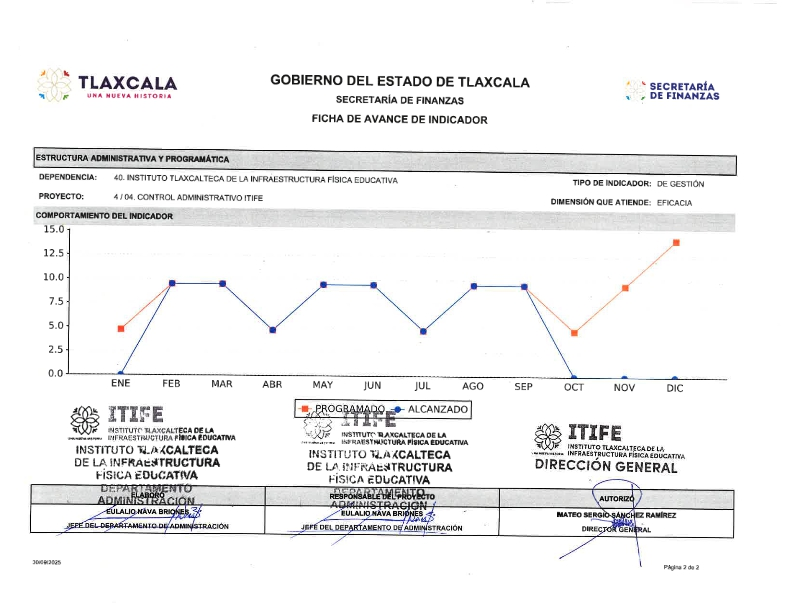 TLAXCALA
UNA NUEVA HISTORIA
GOBIERNO DEL ESTADO DE TLAXCALA
SECRETARÍA DE FINANZAS
FICHA DE AVANCE DE INDICADOR
SECRETARÍA
DE FINANZAS
ESTRUCTURA ADMINISTRATIVA Y PROGRAMÁTICA
DEPENDENCIA: 40. INSTITUTO TLAXCALTECA DE LA INFRAESTRUCTURA FÍSICA EDUCATIVA
TIPO DE INDICADOR: DE GESTIÓN
PROYECTO: 4 / 04. CONTROL ADMINISTRATIVO ITIFE
DIMENSIÓN QUE ATIENDE: EFICACIA
COMPORTAMIENTO DEL INDICADOR
15.0
12.5
10.0
7.5
5.0
2.5
0.0
ENE FEB MAR ABR MAY JUN JUL AGO SEP OCT NOV DIC
PROGRAMADO ALCANZADO
ITIFE
INSTITUTO TLAXCALTECA DE LA
INFRAESTRUCTURA FÍSICA EDUCATIVA
INSTITUTO TLAXCALTECA
DE LA INFRAESTRUCTURA
FÍSICA EDUCATIVA
DEPARTAMENTO
ADMINISTRACIÓN
ITIFE
INSTITUTO TLAXCALTECA DE LA
INFRAESTRUCTURA FÍSICA EDUCATIVA
INSTITUTO TLAXCALTECA
DE LA INFRAESTRUCTURA
FÍSICA EDUCATIVA
DEPARTAMENTO
ADMINISTRACIÓN
ITIFE
INSTITUTO TLAXCALTECA DE LA
INFRAESTRUCTURA FÍSICA EDUCATIVA
DIRECCIÓN GENERAL
ELABORÓ
EULALIO NAVA BRIONES
JEFE DEL DEPARTAMENTO DE ADMINISTRACIÓN
RESPONSABLE DEL PROYECTO
EULALIO NAVA BRIONES
JEFE DEL DEPARTAMENTO DE ADMINISTRACIÓN
AUTORIZÓ
MATEO SERGIO SÁNCHEZ RAMÍREZ
DIRECTOR GENERAL
30/09/2025
Página 2 de 2